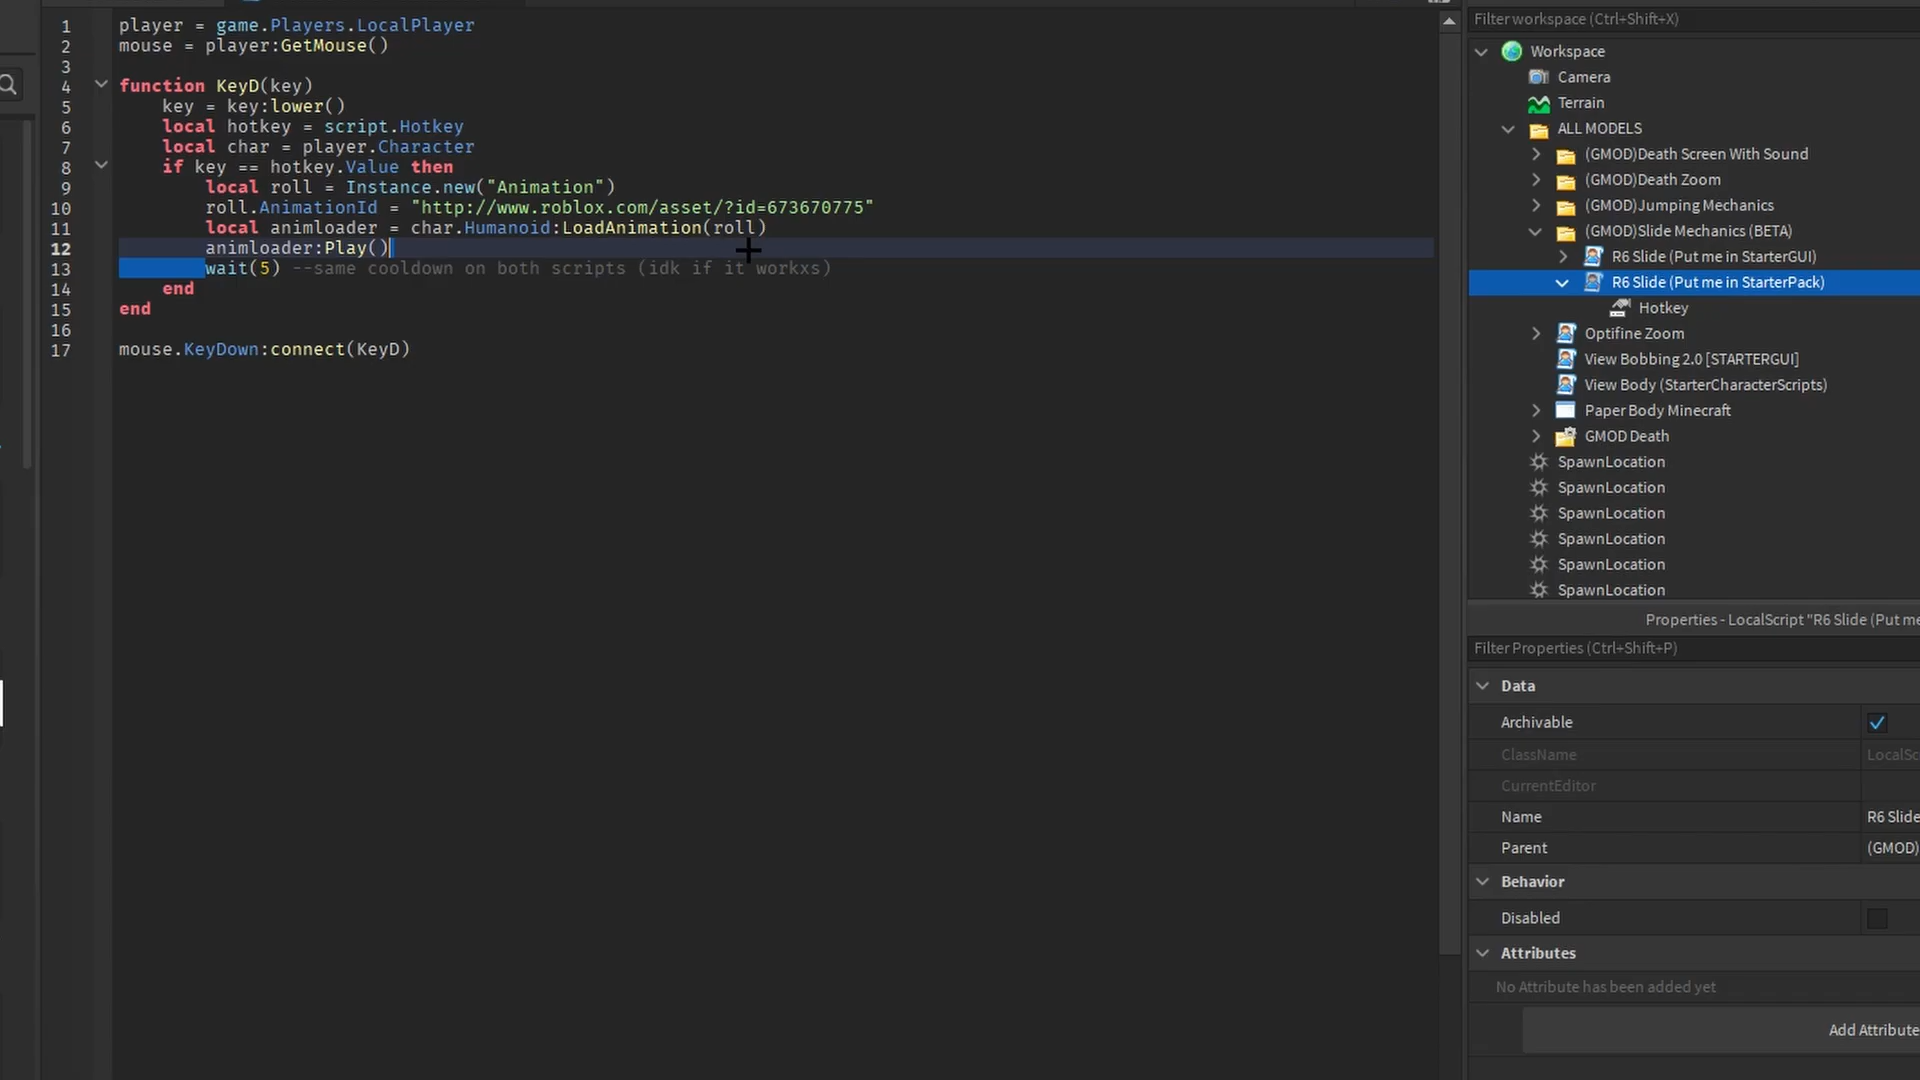 1 player = game.Players.LocalPlayer
2 mouse = player:GetMouse()
3
4 function KeyD(key)
5 key = key:lower()
6 local hotkey = script.Hotkey
7 local char = player.Character
8 if key == hotkey.Value then
9 local roll = Instance.new("Animation")
10 roll.AnimationId = "http://www.roblox.com/asset/?id=673670775"
11 local animloader = char.Humanoid:LoadAnimation(roll)
12 animloader:Play()
13 wait(5) --same cooldown on both scripts (idk if it workxs)
14 end
15 end
16
17 mouse.KeyDown:connect(KeyD)
Filter workspace (Ctrl+Shift+X)
Workspace
Camera
Terrain
ALL MODELS
(GMOD)Death Screen With Sound
(GMOD)Death Zoom
(GMOD)Jumping Mechanics
(GMOD)Slide Mechanics (BETA)
R6 Slide (Put me in StarterGUI)
R6 Slide (Put me in StarterPack)
Hotkey
Optifine Zoom
View Bobbing 2.0 [STARTERGUI]
View Body (StarterCharacterScripts)
Paper Body Minecraft
GMOD Death
SpawnLocation
SpawnLocation
SpawnLocation
SpawnLocation
SpawnLocation
SpawnLocation
Properties - LocalScript "R6 Slide (Put me
Filter Properties (Ctrl+Shift+P)
Data
Archivable
ClassName LocalSc
CurrentEditor
Name R6 Slide
Parent (GMOD)
Behavior
Disabled
Attributes
No Attribute has been added yet
Add Attribute